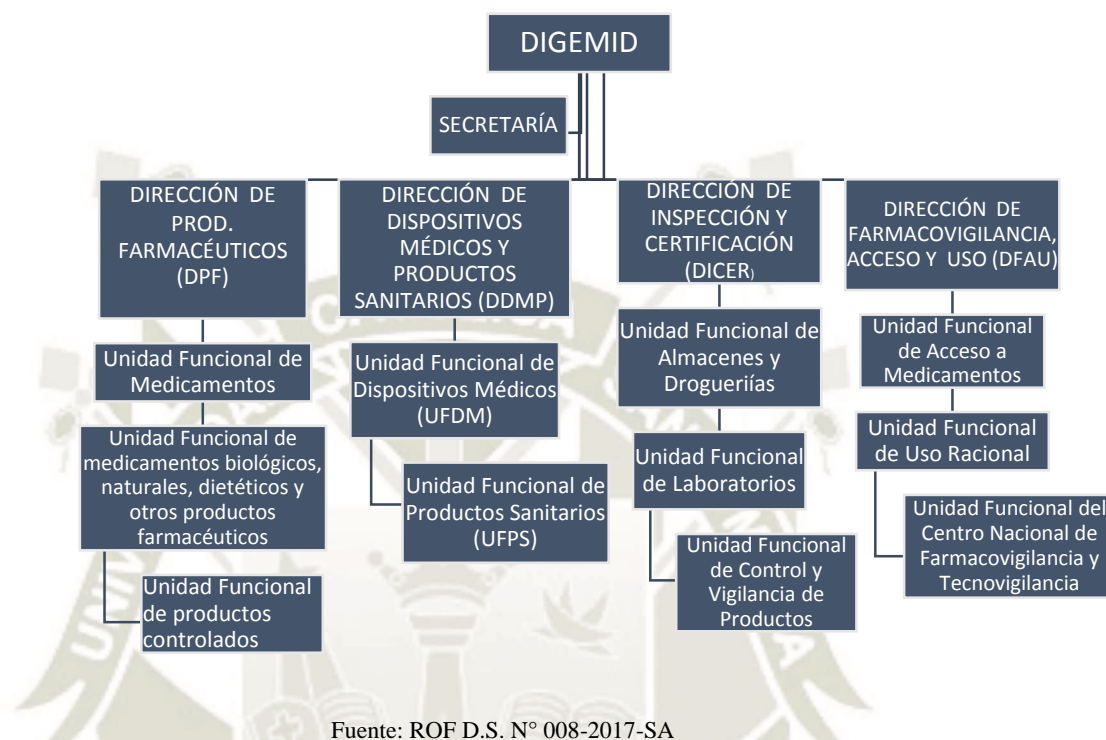 DIGEMID
SECRETARÍA
DIRECCIÓN DE
PROD.
FARMACÉUTICOS
(DPF)
Unidad Funcional de
Medicamentos
Unidad Funcional de
medicamentos biológicos,
naturales, dietéticos y
otros productos
farmacéuticos
Unidad Funcional
de productos
controlados
DIRECCIÓN DE
DISPOSITIVOS
MÉDICOS Y
PRODUCTOS
SANITARIOS (DDMP)
Unidad Funcional de
Dispositivos Médicos
(UFDM)
Unidad Funcional de
Productos Sanitarios
(UFPS)
DIRECCIÓN DE
INSPECCIÓN Y
CERTIFICACIÓN
(DICER)
Unidad Funcional de
Almacenes y
Drogueriías
Unidad Funcional
de Laboratorios
Unidad Funcional
de Control y
Vigilancia de
Productos
DIRECCIÓN DE
FARMACOVIGILANCIA,
ACCESO Y USO (DFAU)
Unidad Funcional
de Acceso a
Medicamentos
Unidad Funcional
de Uso Racional
Unidad Funcional del
Centro Nacional de
Farmacovigilancia y
Tecnovigilancia
Fuente: ROF D.S. N° 008-2017-SA